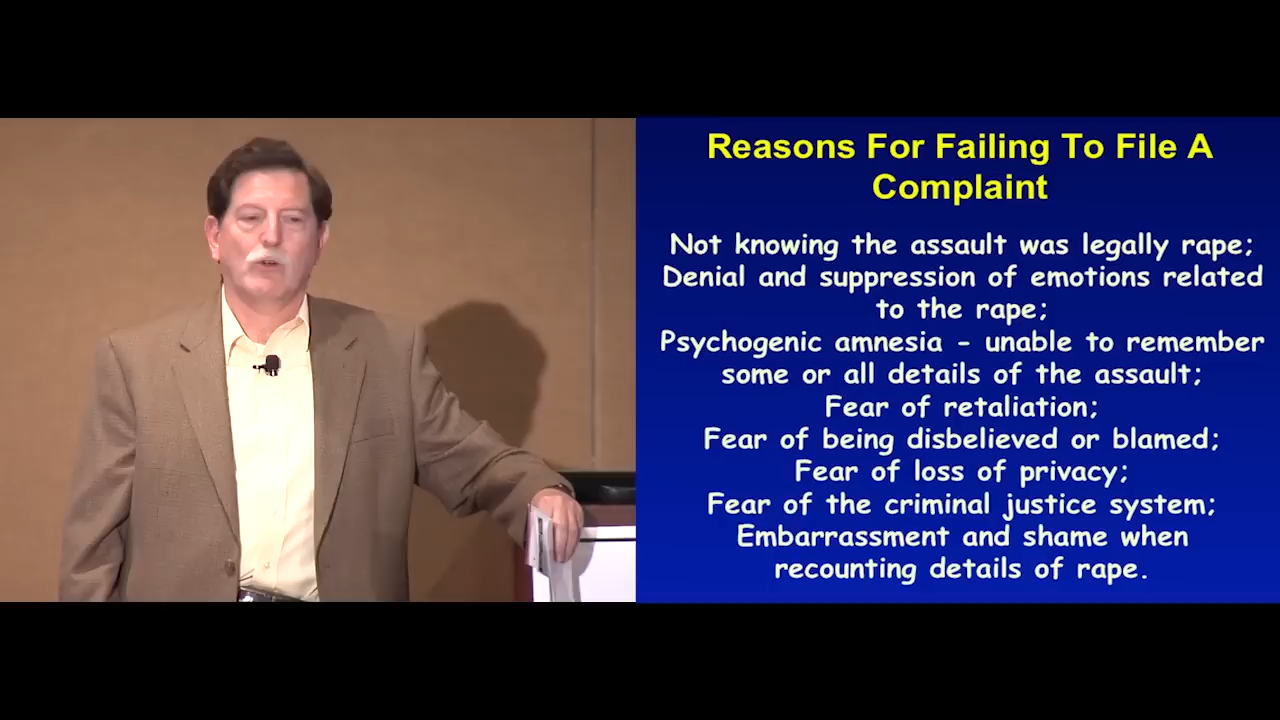 Reasons For Failing To File A
Complaint
Not knowing the assault was legally rape;
Denial and suppression of emotions related
to the rape;
Psychogenic amnesia - unable to remember
some or all details of the assault;
Fear of retaliation;
Fear of being disbelieved or blamed;
Fear of loss of privacy;
Fear of the criminal justice system;
Embarrassment and shame when
recounting details of rape.